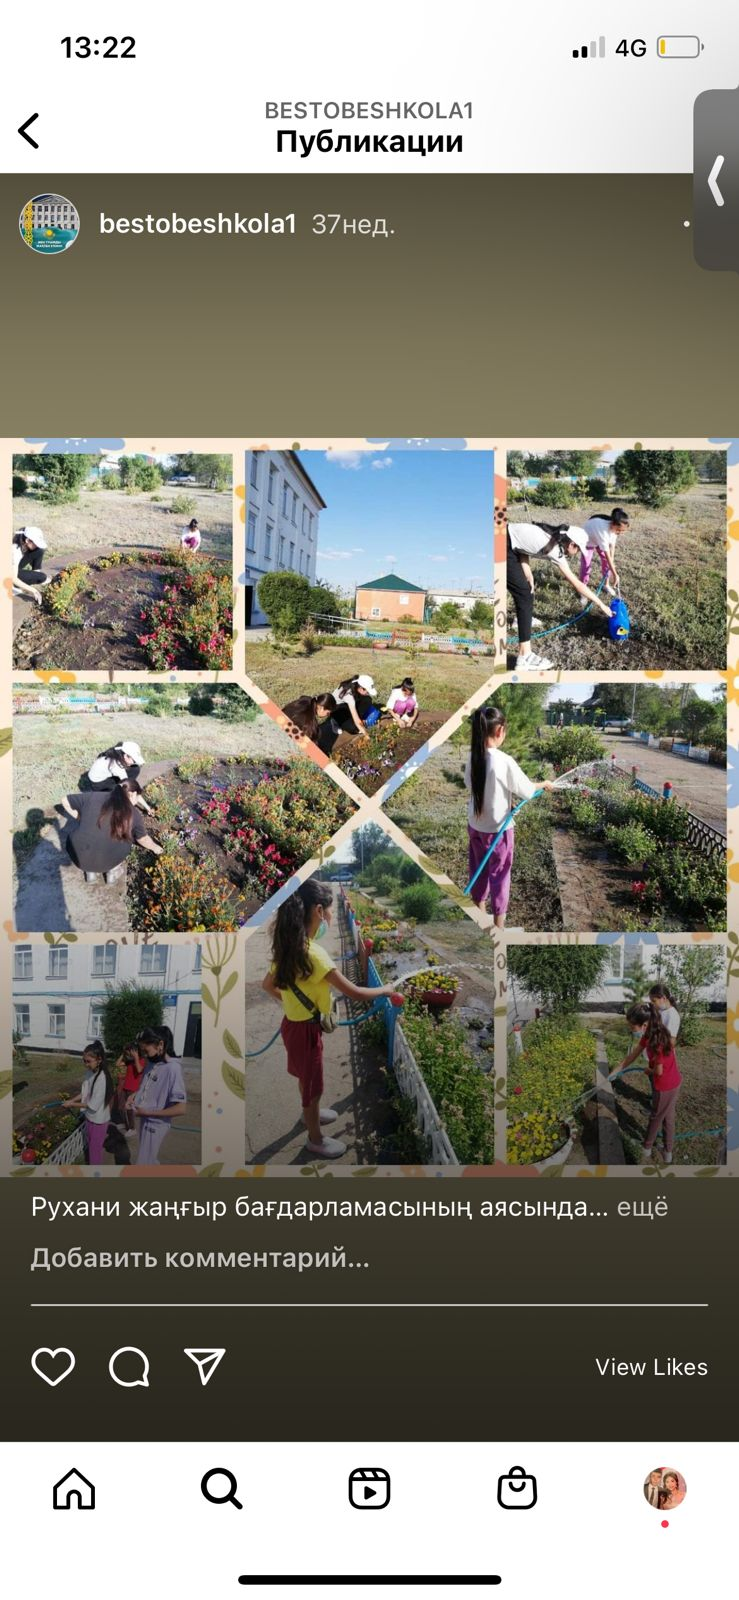 13:22
4G
BESTOBESHKOLA1
Публикации
bestobeshkola1 37нед.
Рухани жаңғыр бағдарламасының аясында... ещё
Добавить комментарий...
View Likes